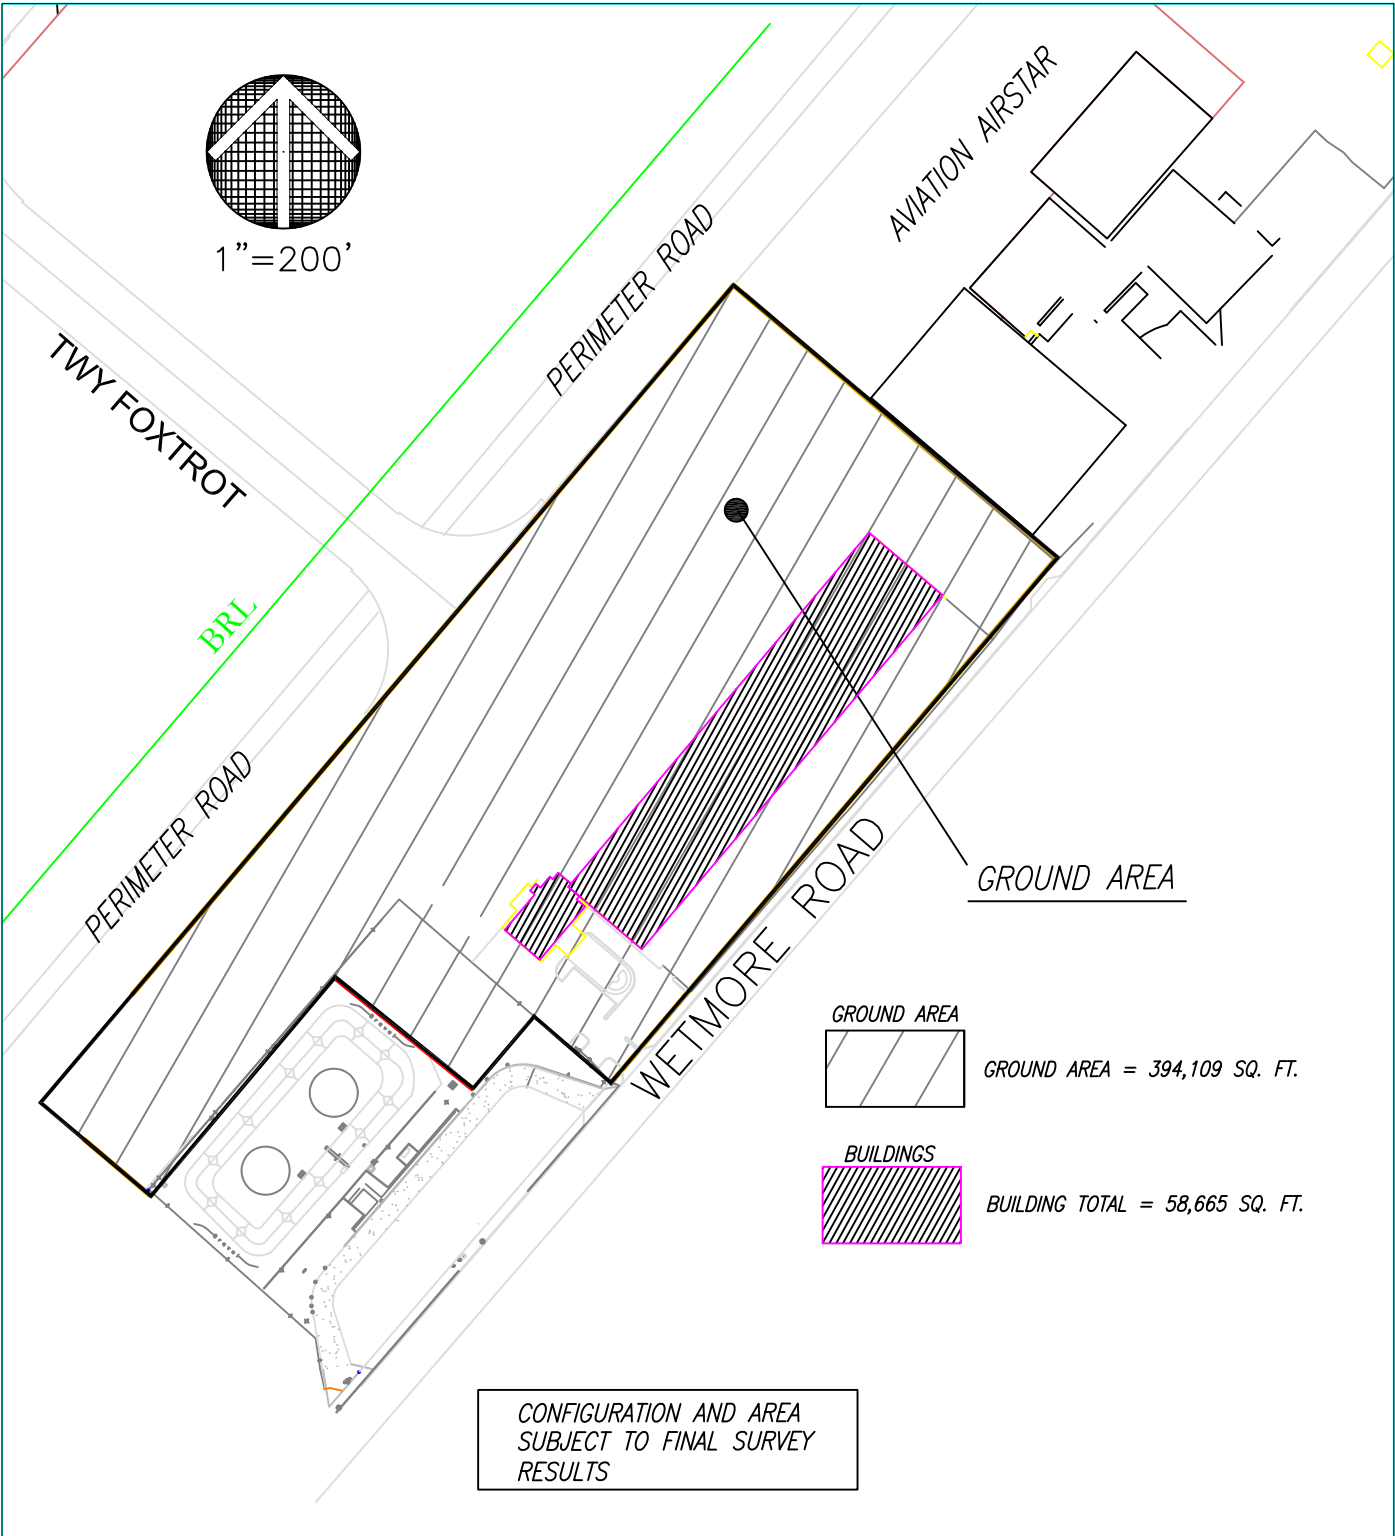 1"=200'
AVIATION AIRSTAR
PERIMETER ROAD
TWY FOXTROT
BRL
PERIMETER ROAD
WETMORE ROAD
GROUND AREA
GROUND AREA
GROUND AREA = 394,109 SQ. FT.
BUILDINGS
BUILDING TOTAL = 58,665 SQ. FT.
CONFIGURATION AND AREA
SUBJECT TO FINAL SURVEY
RESULTS